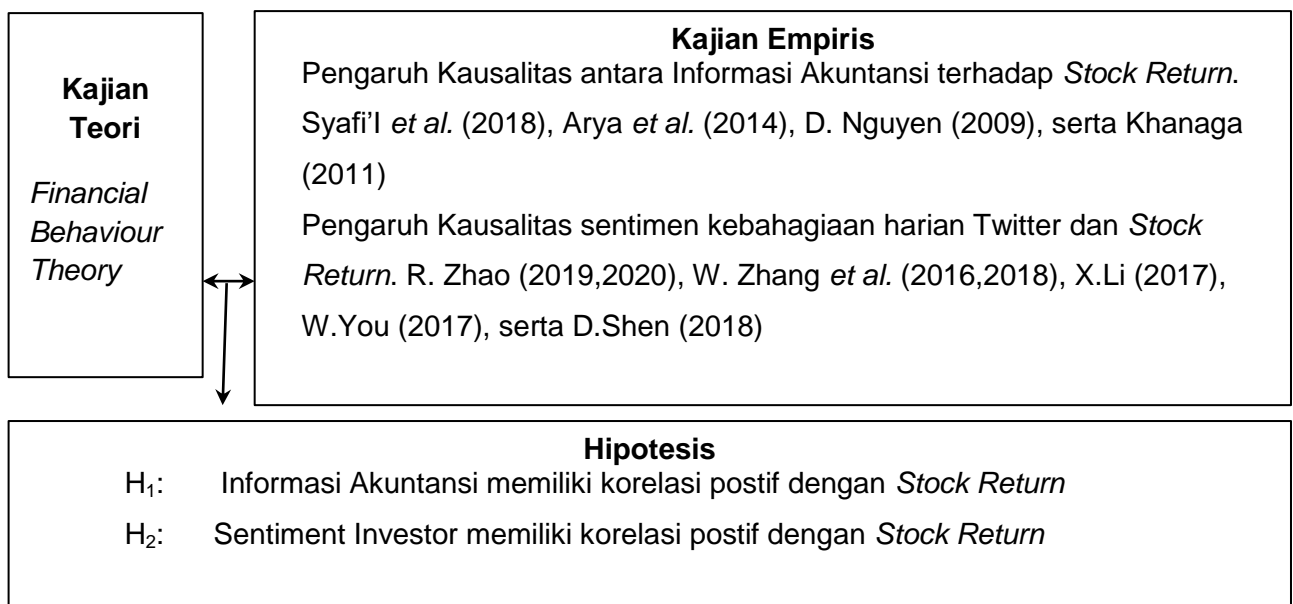 Kajian
Teori
Financial
Behaviour
Theory
Kajian Empiris
Pengaruh Kausalitas antara Informasi Akuntansi terhadap Stock Return.
Syafi’I et al. (2018), Arya et al. (2014), D. Nguyen (2009), serta Khanaga
(2011)
Pengaruh Kausalitas sentimen kebahagiaan harian Twitter dan Stock
Return. R. Zhao (2019,2020), W. Zhang et al. (2016,2018), X.Li (2017),
W.You (2017), serta D.Shen (2018)
Hipotesis
H₁: Informasi Akuntansi memiliki korelasi postif dengan Stock Return
H₂: Sentiment Investor memiliki korelasi postif dengan Stock Return